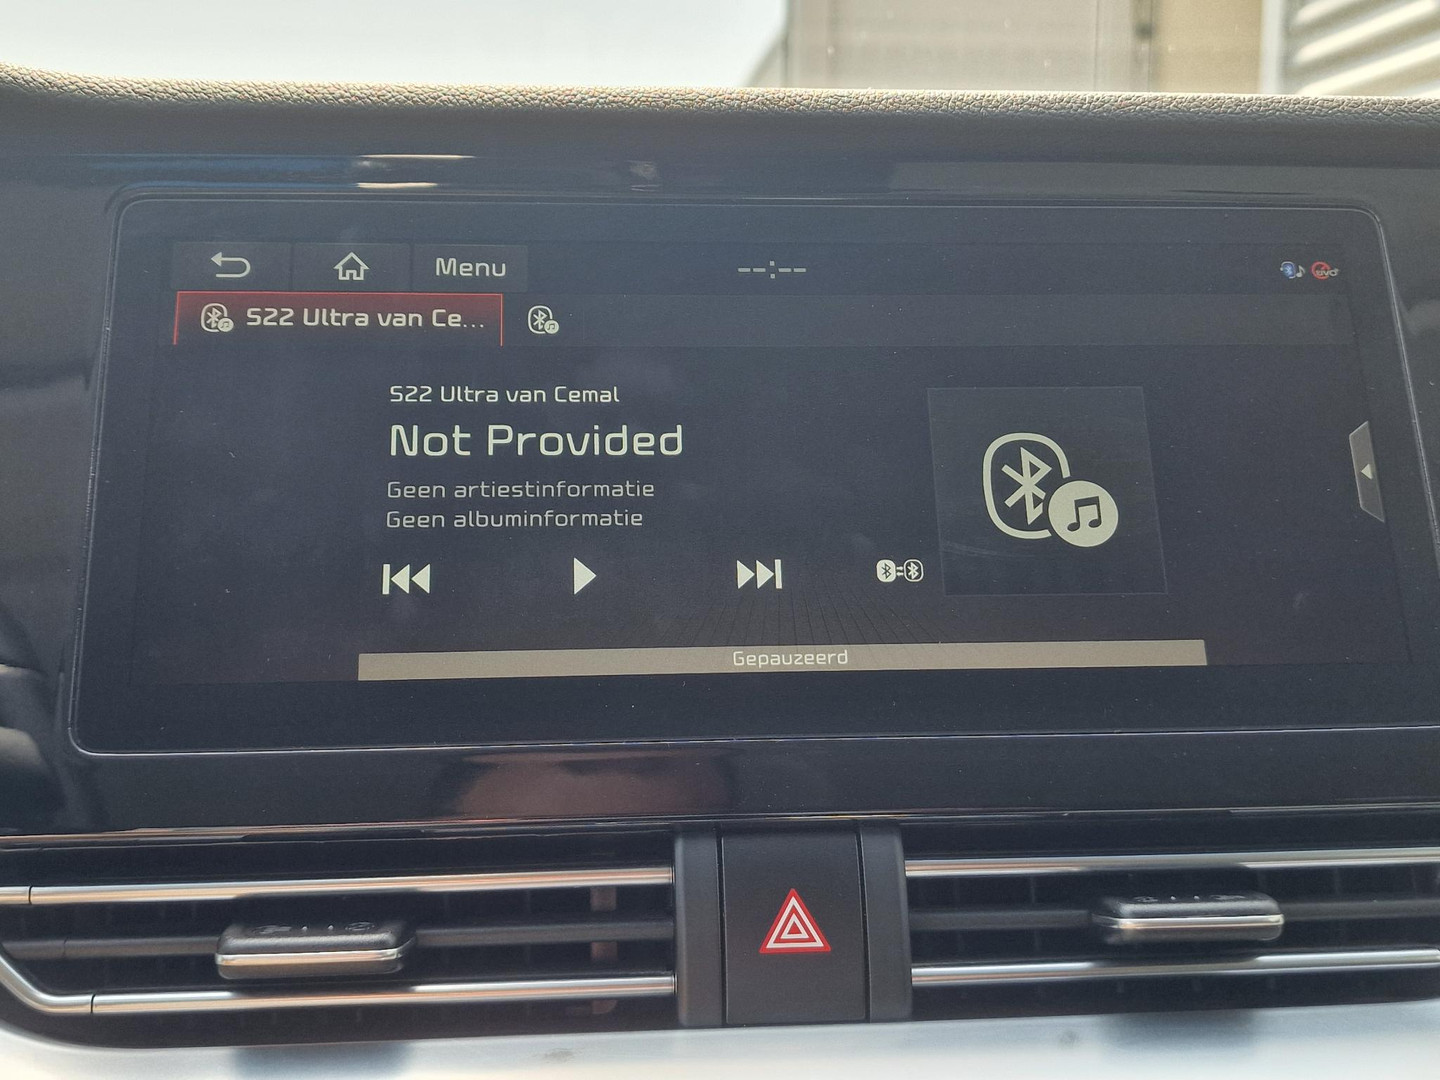 Menu
--:--
S22 Ultra van Ce...
S22 Ultra van Cemal
Not Provided
Geen artiestinformatie
Geen albuminformatie
Gepauzeerd